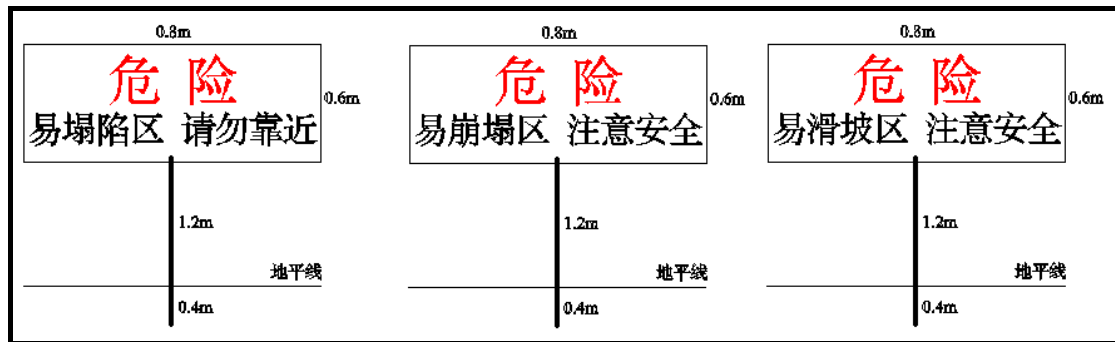 0.8m
危 险
易塌陷区 请勿靠近
0.6m
1.2m
地平线
0.4m
0.8m
危 险
易崩塌区 注意安全
0.6m
1.2m
地平线
0.4m
0.8m
危 险
易滑坡区 注意安全
0.6m
1.2m
地平线
0.4m